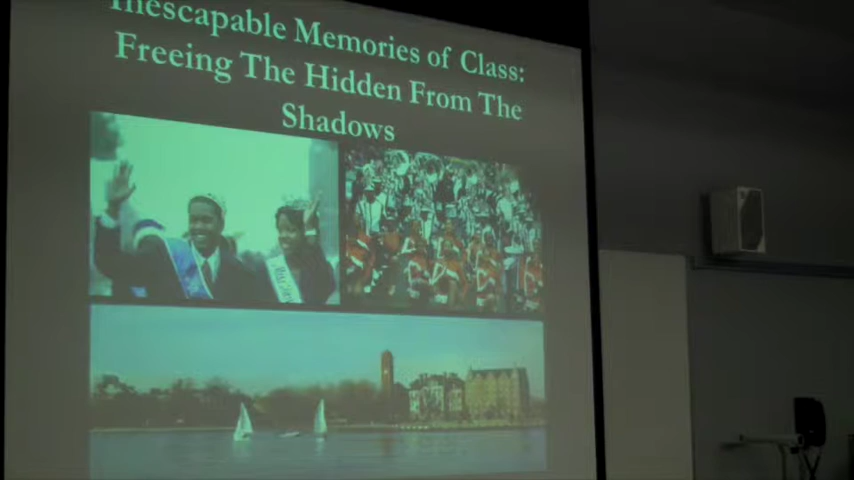 Inescapable Memories of Class:
Freeing The Hidden From The
Shadows